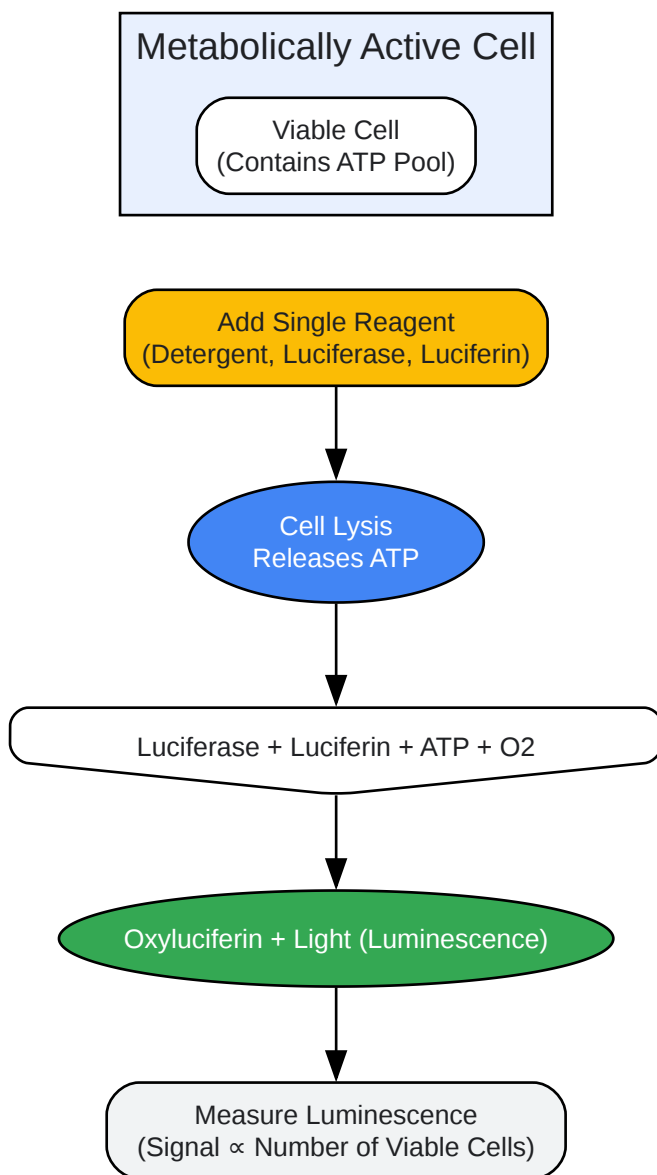 Metabolically Active Cell
Viable Cell
(Contains ATP Pool)
Add Single Reagent
(Detergent, Luciferase, Luciferin)
Cell Lysis
Releases ATP
Luciferase + Luciferin + ATP + O2
Oxyluciferin + Light (Luminescence)
Measure Luminescence
(Signal ∝ Number of Viable Cells)